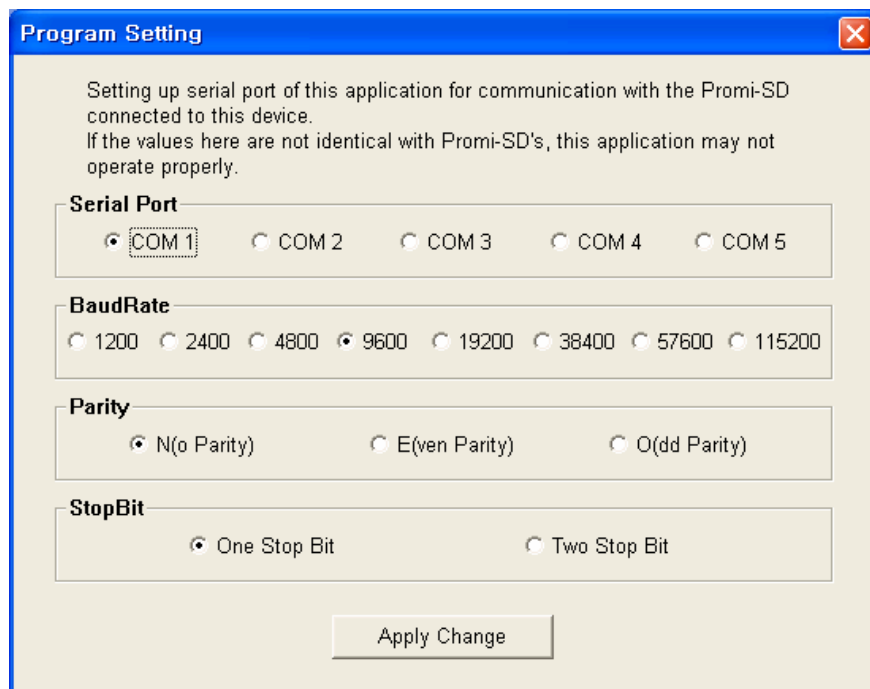 Program Setting
Setting up serial port of this application for communication with the Promi-SD
connected to this device.
If the values here are not identical with Promi-SD's, this application may not
operate properly.
Serial Port
COM 1 COM 2 COM 3 COM 4 COM 5
BaudRate
1200 2400 4800 9600 19200 38400 57600 115200
Parity
N(o Parity) E(ven Parity) O(dd Parity)
StopBit
One Stop Bit Two Stop Bit
Apply Change